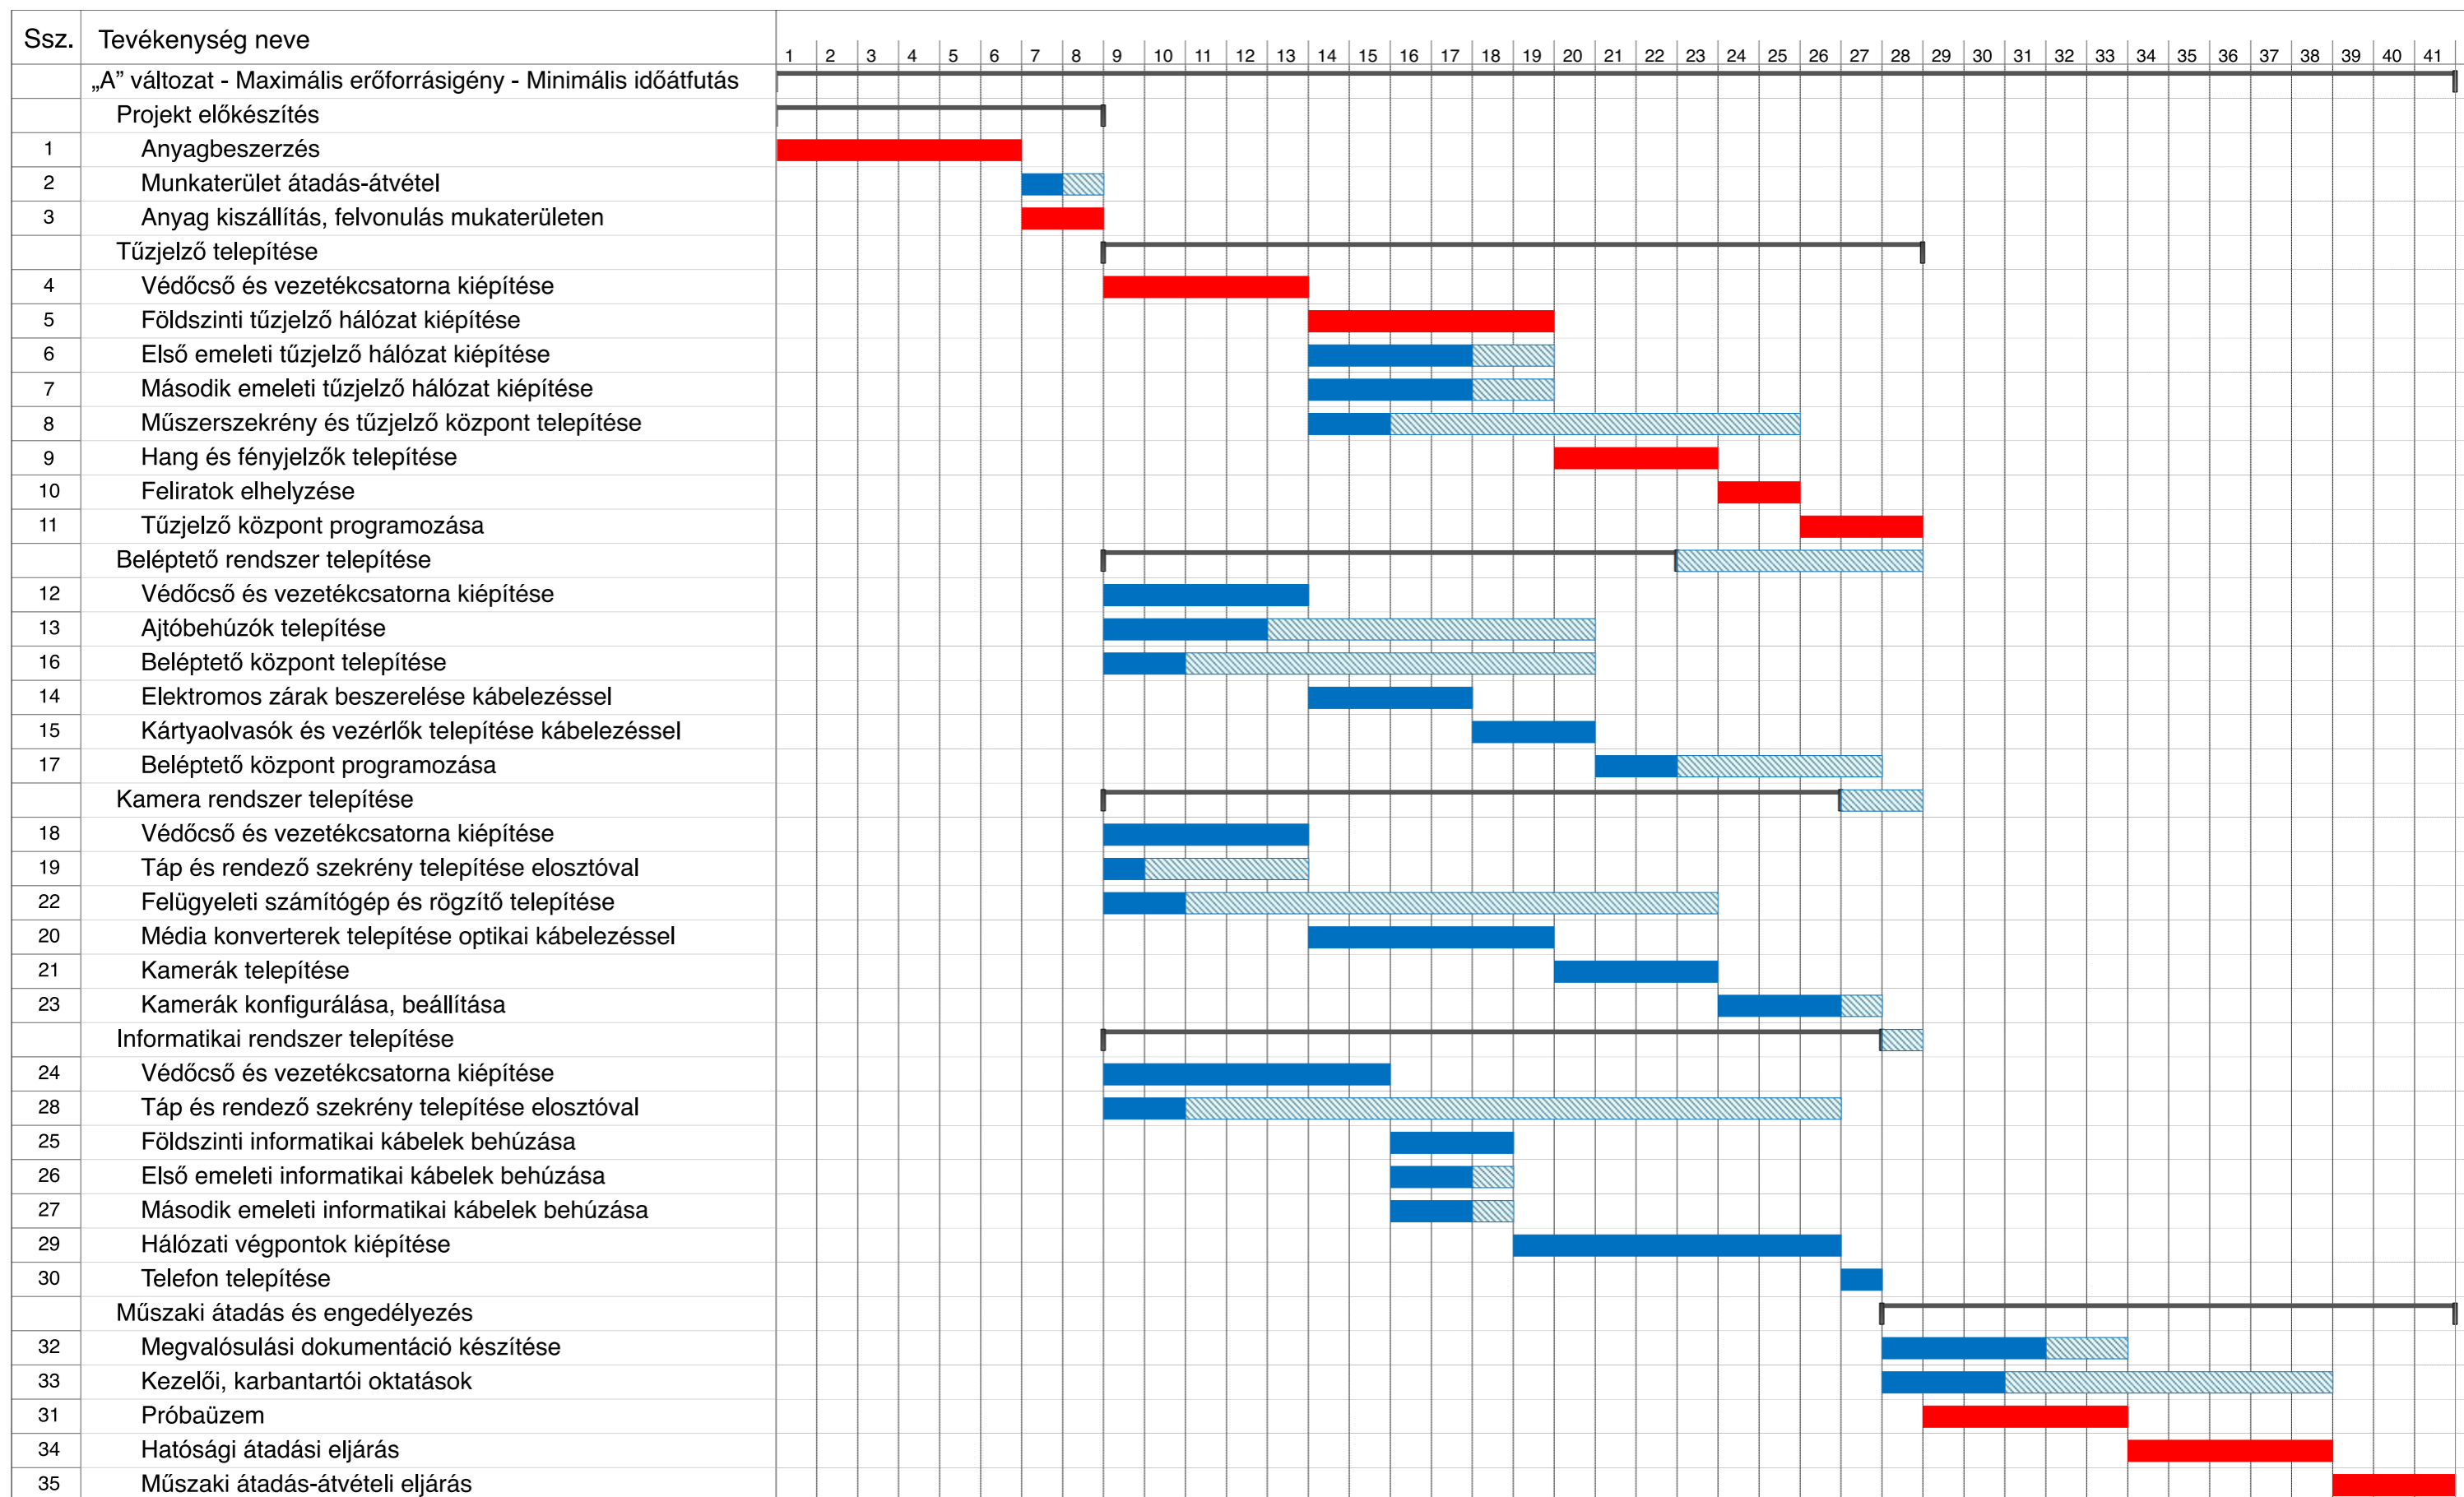 Ssz. Tevékenység neve 1 2 3 4 5 6 7 8 9 10 11 12 13 14 15 16 17 18 19 20 21 22 23 24 25 26 27 28 29 30 31 32 33 34 35 36 37 38 39 40 41
„A” változat - Maximális erőforrásigény - Minimális időátfutás
Projekt előkészítés
1 Anyagbeszerzés
2 Munkaterület átadás-átvétel
3 Anyag kiszállítás, felvonulás mukaterületen
Tűzjelző telepítése
4 Védőcső és vezetékcsatorna kiépítése
5 Földszinti tűzjelző hálózat kiépítése
6 Első emeleti tűzjelző hálózat kiépítése
7 Második emeleti tűzjelző hálózat kiépítése
8 Műszerszekrény és tűzjelző központ telepítése
9 Hang és fényjelzők telepítése
10 Feliratok elhelyzése
11 Tűzjelző központ programozása
Beléptető rendszer telepítése
12 Védőcső és vezetékcsatorna kiépítése
13 Ajtóbehúzók telepítése
16 Beléptető központ telepítése
14 Elektromos zárak beszerelése kábelezéssel
15 Kártyaolvasók és vezérlők telepítése kábelezéssel
17 Beléptető központ programozása
Kamera rendszer telepítése
18 Védőcső és vezetékcsatorna kiépítése
19 Táp és rendező szekrény telepítése elosztóval
22 Felügyeleti számítógép és rögzítő telepítése
20 Média konverterek telepítése optikai kábelezéssel
21 Kamerák telepítése
23 Kamerák konfigurálása, beállítása
Informatikai rendszer telepítése
24 Védőcső és vezetékcsatorna kiépítése
28 Táp és rendező szekrény telepítése elosztóval
25 Földszinti informatikai kábelek behúzása
26 Első emeleti informatikai kábelek behúzása
27 Második emeleti informatikai kábelek behúzása
29 Hálózati végpontok kiépítése
30 Telefon telepítése
Műszaki átadás és engedélyezés
32 Megvalósulási dokumentáció készítése
33 Kezelői, karbantartói oktatások
31 Próbaüzem
34 Hatósági átadási eljárás
35 Műszaki átadás-átvételi eljárás